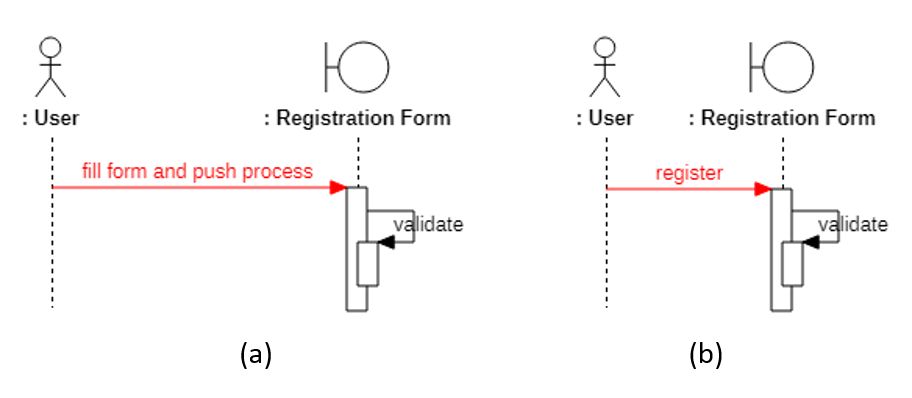 : User
: Registration Form
fill form and push process
validate
(a)
: User
: Registration Form
register
validate
(b)